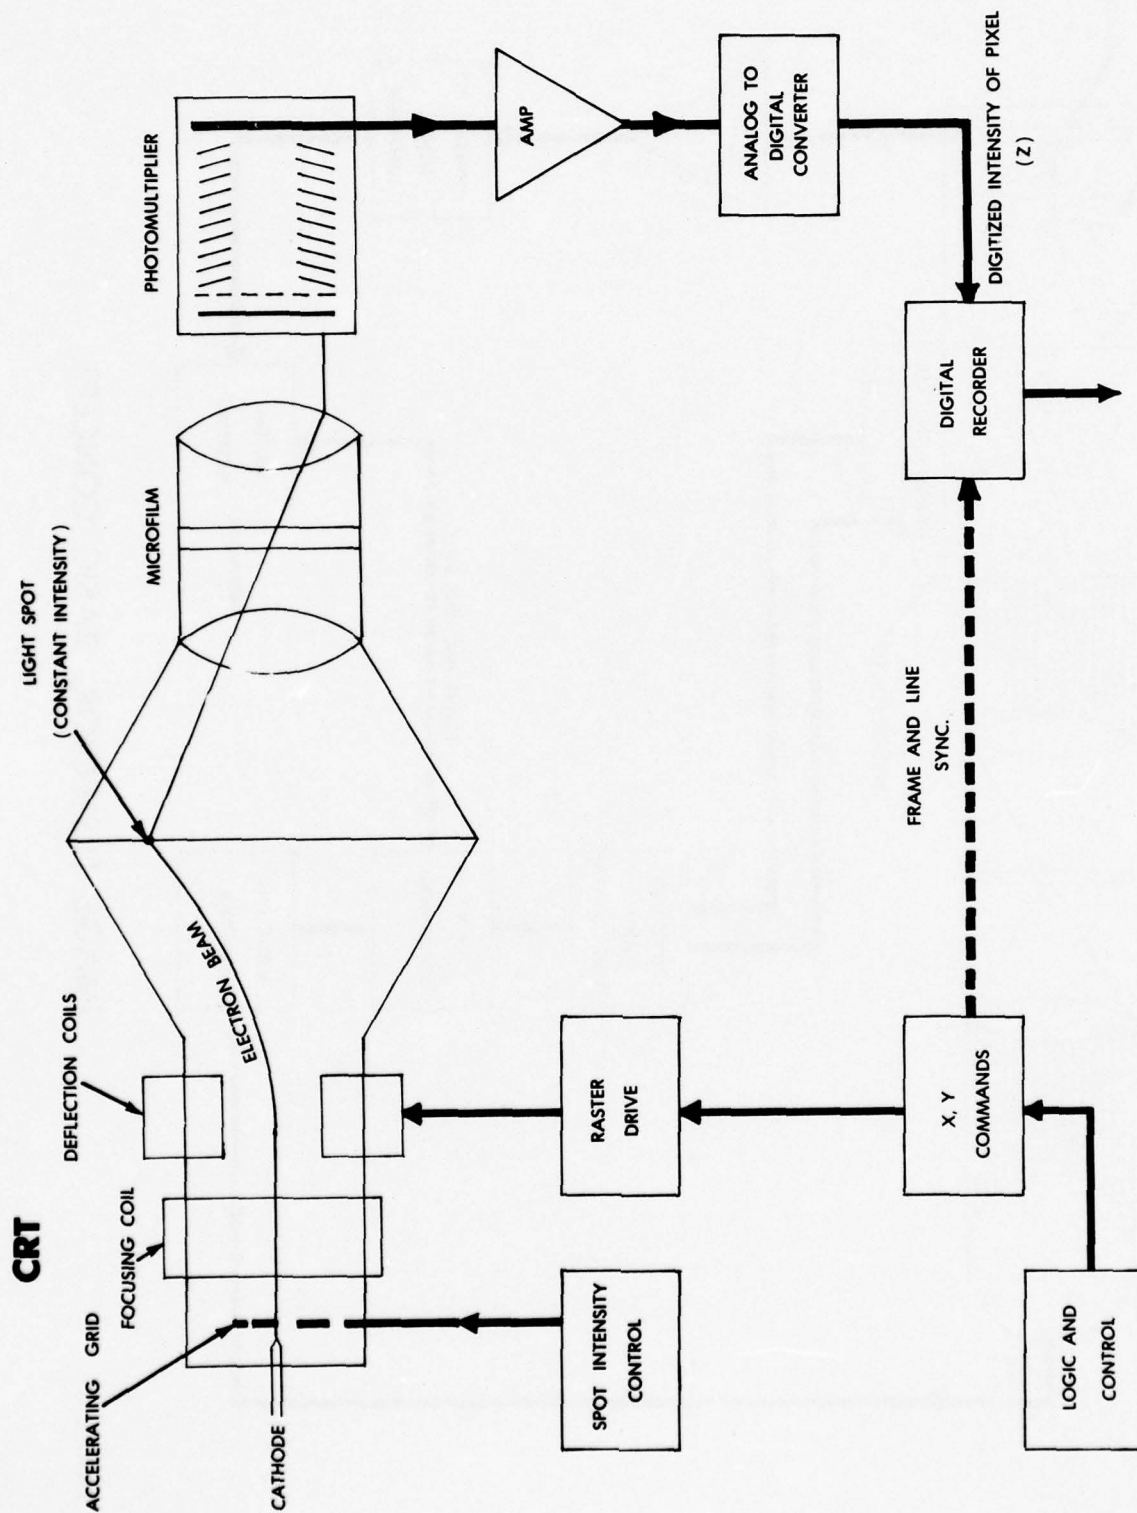 CRT
ACCELERATING GRID
FOCUSING COIL
DEFLECTION COILS
LIGHT SPOT
(CONSTANT INTENSITY)
CATHODE
ELECTRON BEAM
MICROFILM
PHOTOMULTIPLIER
SPOT INTENSITY
CONTROL
RASTER
DRIVE
AMP
ANALOG TO
DIGITAL
CONVERTER
LOGIC AND
CONTROL
X, Y
COMMANDS
FRAME AND LINE
SYNC.
DIGITAL
RECORDER
DIGITIZED INTENSITY OF PIXEL
(Z)